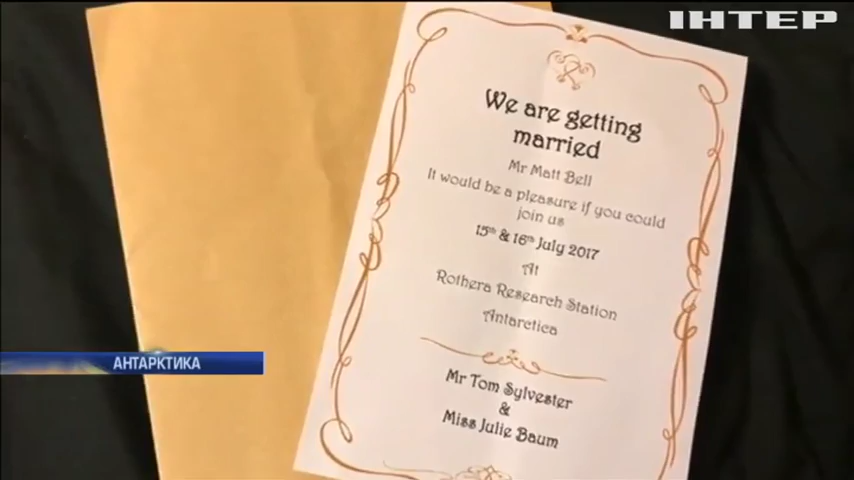 ІНТЕР
We are getting
married
Mr Matt Bell
It would be a pleasure if you could
join us
15th & 16th July 2017
At
Rothera Research Station
Antarctica
Mr Tom Sylvester
&
Miss Julie Baum
АНТАРКТИКА